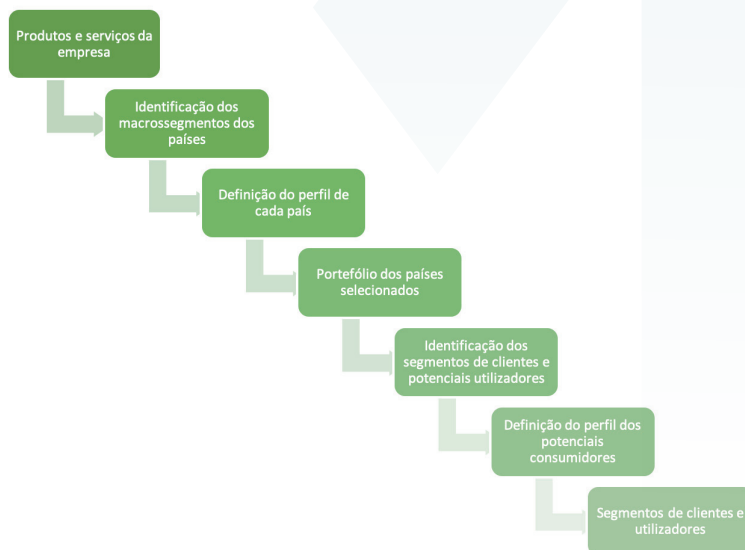 Produtos e serviços da
empresa
Identificação dos
macrossegmentos dos
países
Definição do perfil de
cada país
Portefólio dos países
selecionados
Identificação dos
segmentos de clientes e
potenciais utilizadores
Definição do perfil dos
potenciais
consumidores
Segmentos de clientes e
utilizadores